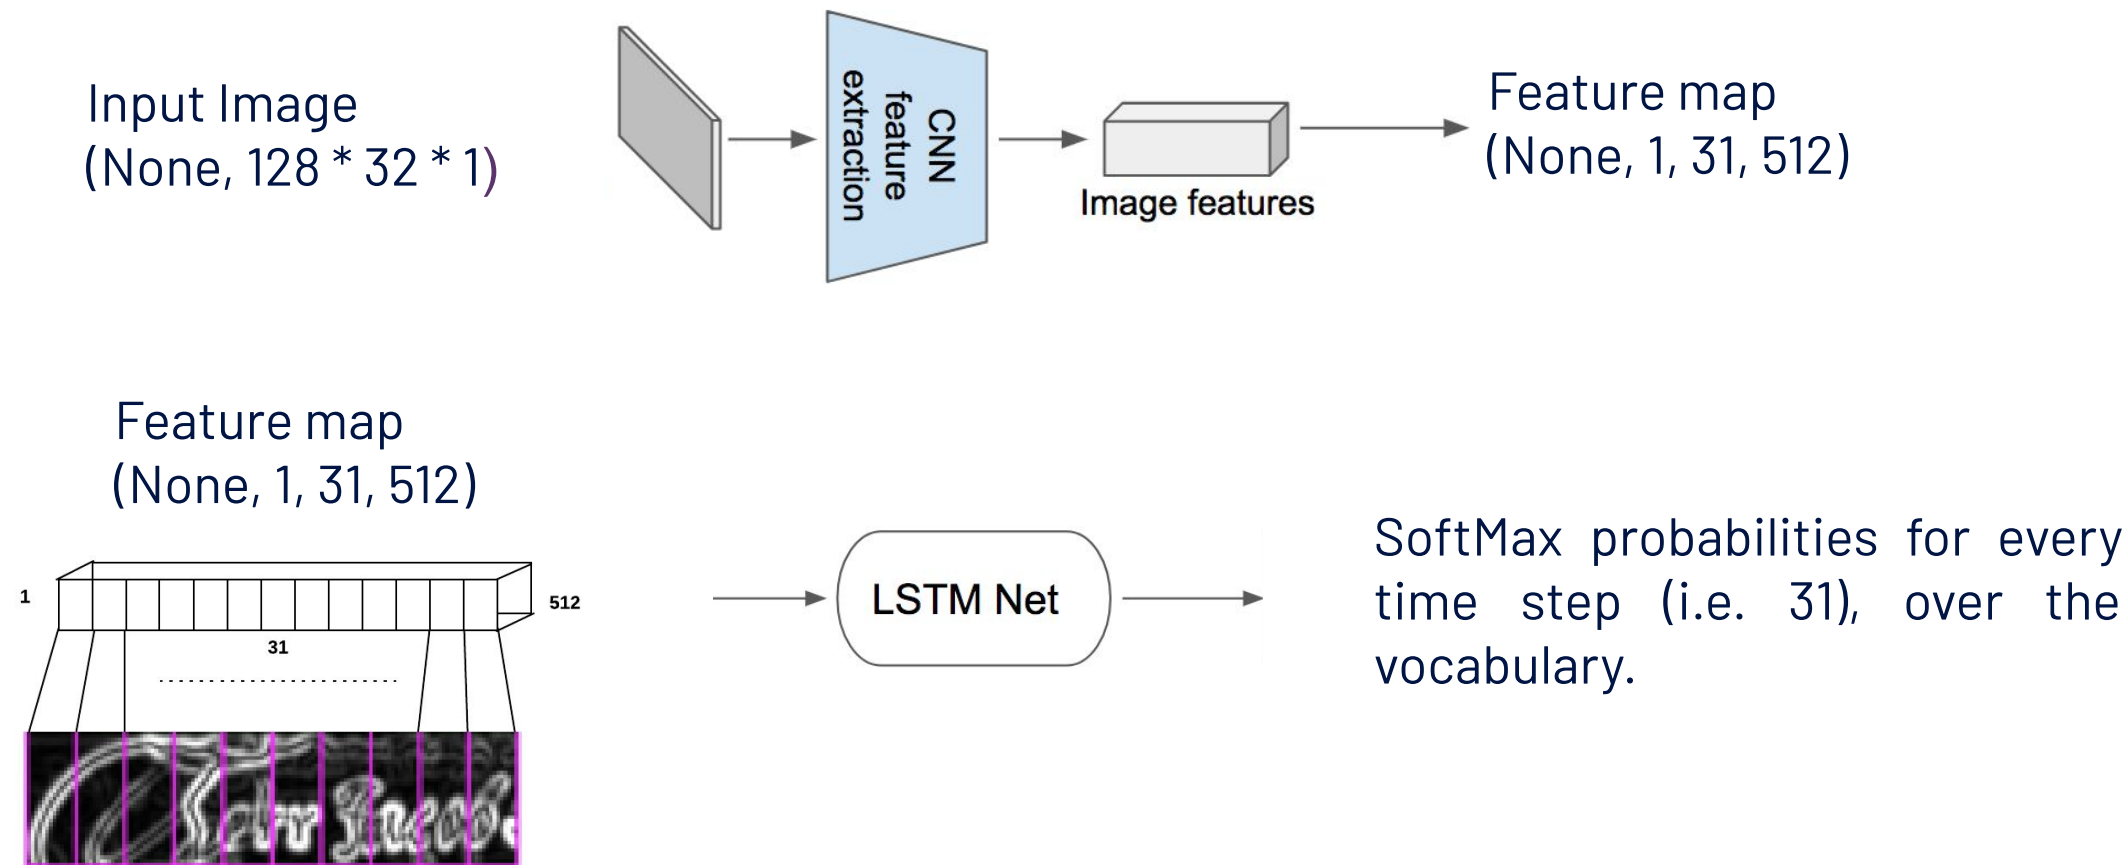 Input Image
(None, 128 * 32 * 1)
CNN
feature
extraction
Image features
Feature map
(None, 1, 31, 512)
Feature map
(None, 1, 31, 512)
1
512
31
LSTM Net
SoftMax probabilities for every
time step (i.e. 31), over the
vocabulary.